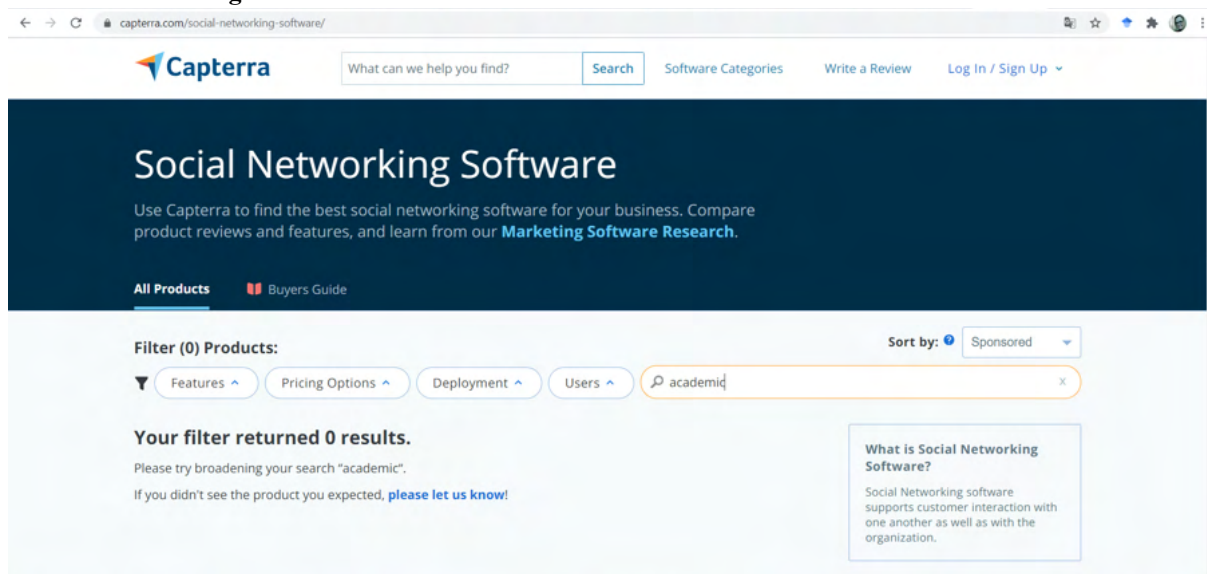 capterra.com/social-networking-software/
Capterra
What can we help you find?
Search
Software Categories
Write a Review
Log In / Sign Up
Social Networking Software
Use Capterra to find the best social networking software for your business. Compare
product reviews and features, and learn from our Marketing Software Research.
All Products
Buyers Guide
Filter (0) Products:
Sort by:
Sponsored
Features
Pricing Options
Deployment
Users
academic
x
Your filter returned 0 results.
Please try broadening your search "academic".
If you didn't see the product you expected, please let us know!
What is Social Networking
Software?
Social Networking software
supports customer interaction with
one another as well as with the
organization.